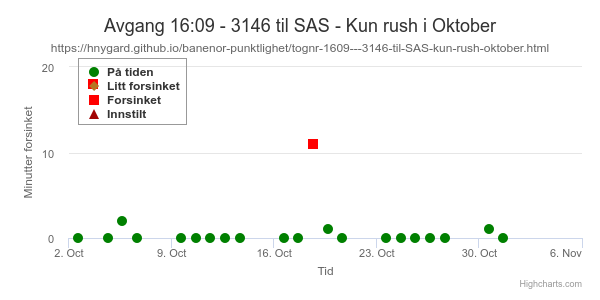 Avgang 16:09 - 3146 til SAS - Kun rush i Oktober
https://hnygard.github.io/banenor-punktlighet/tognr-1609---3146-til-SAS-kun-rush-oktober.html
Minutter forsinket
20
10
0
På tiden
Litt forsinket
Forsinket
Innstilt
2. Oct
9. Oct
16. Oct
23. Oct
30. Oct
6. Nov
Tid
Highcharts.com